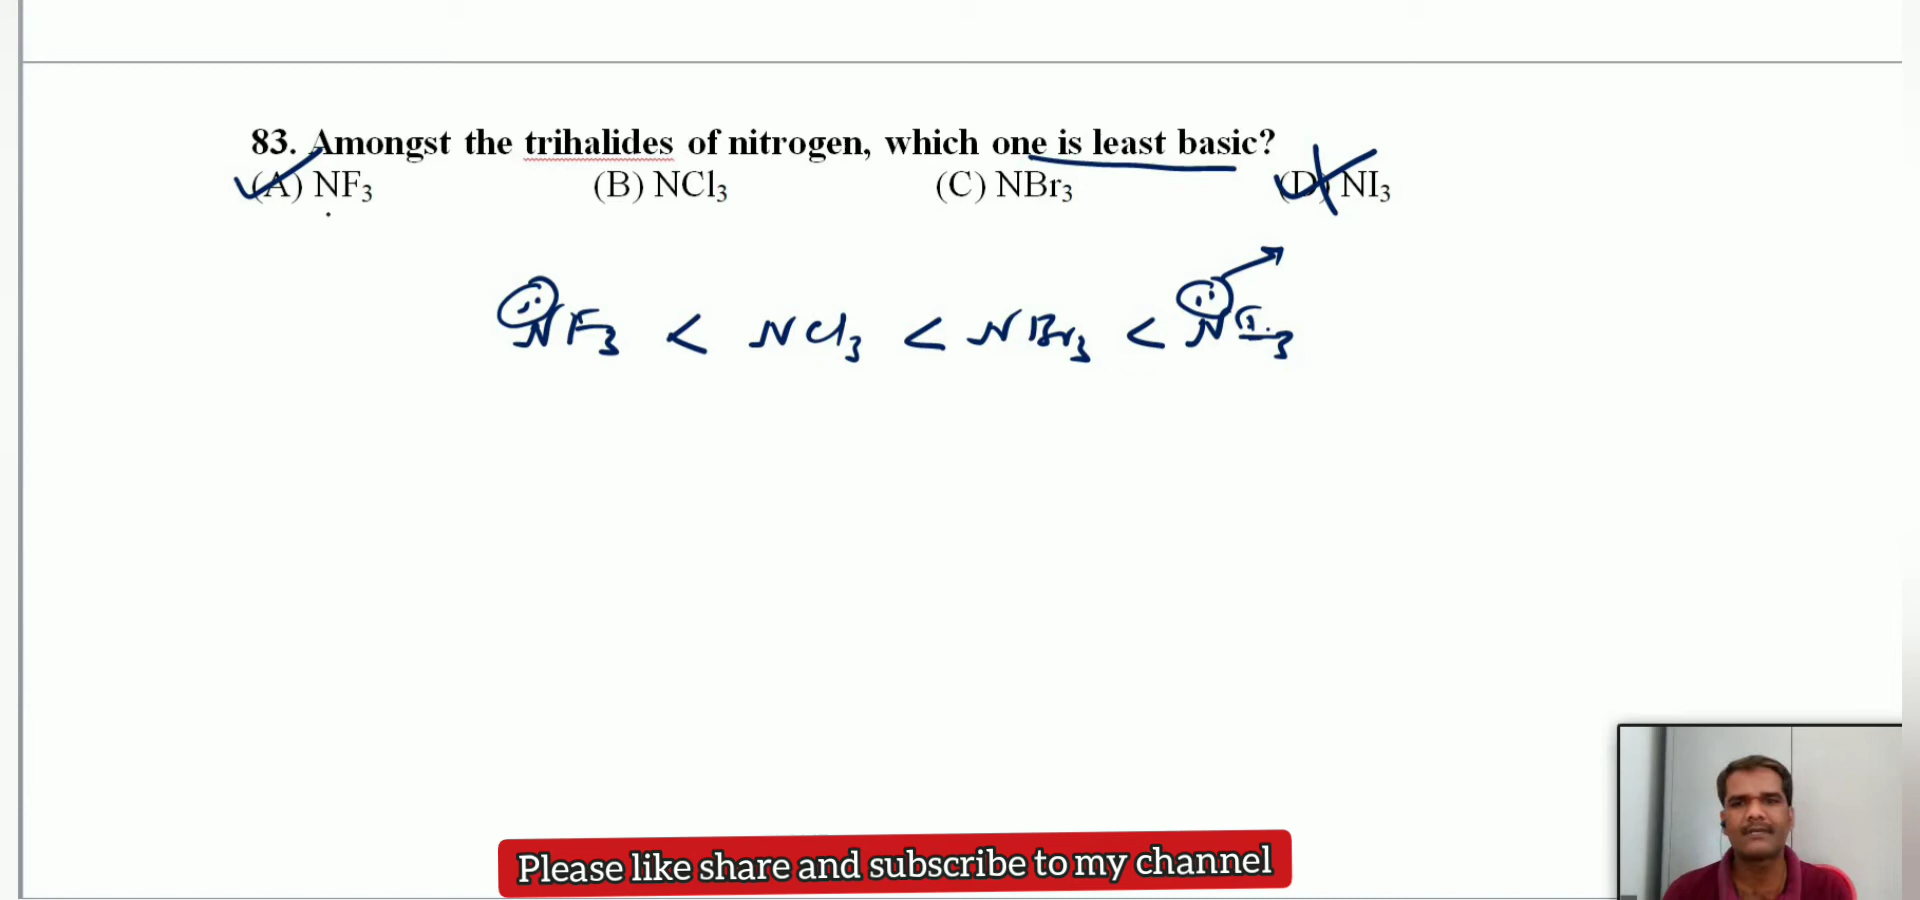 83. Amongst the trihalides of nitrogen, which one is least basic?
(A) NF₃ (B) NCl₃ (C) NBr₃ (D) NI₃
NF₃ < NCl₃ < NBr₃ < NI₃
Please like share and subscribe to my channel